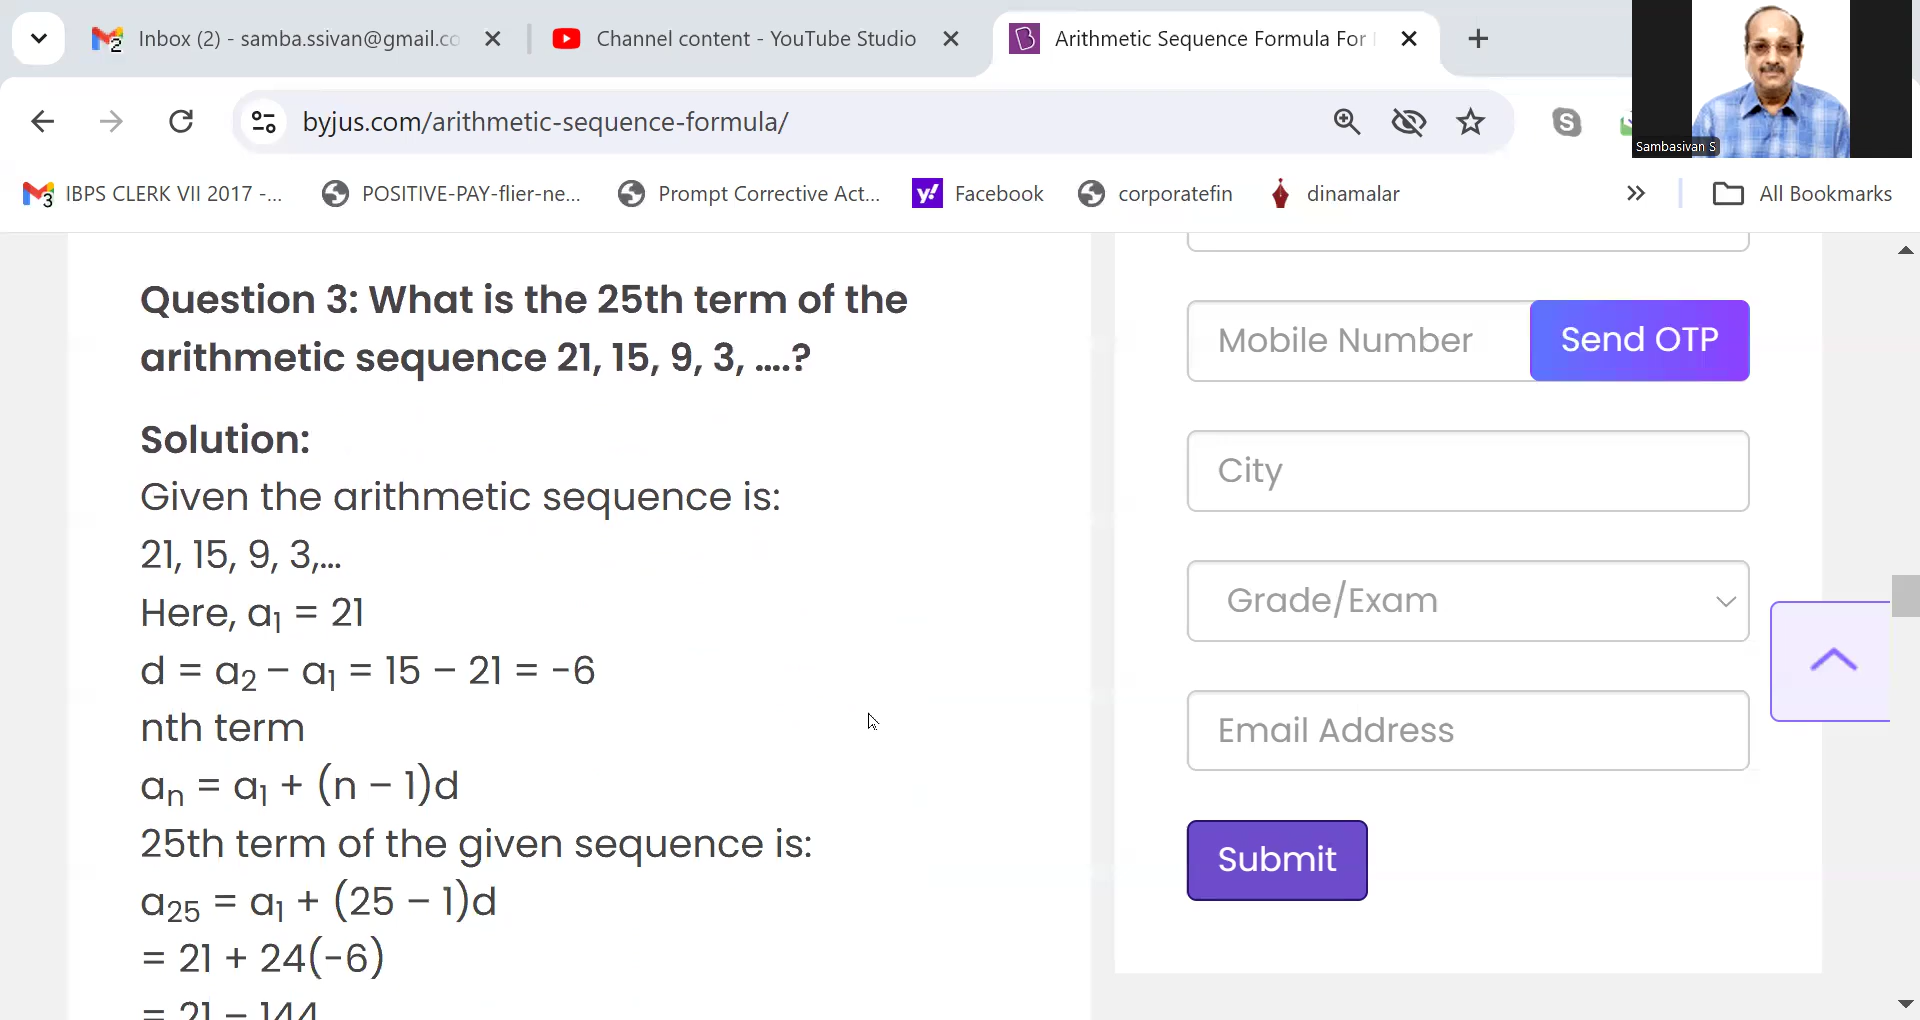 Inbox (2) - samba.ssivan@gmail.co
Channel content - YouTube Studio
Arithmetic Sequence Formula For
byjus.com/arithmetic-sequence-formula/
Sambasivan S
IBPS CLERK VII 2017 -...
POSITIVE-PAY-flier-ne...
Prompt Corrective Act...
Facebook
corporatefin
dinamalar
All Bookmarks
Question 3: What is the 25th term of the
arithmetic sequence 21, 15, 9, 3, ....?
Solution:
Given the arithmetic sequence is:
21, 15, 9, 3,...
Here, a₁ = 21
d = a₂ – a₁ = 15 – 21 = -6
nth term
aₙ = a₁ + (n – 1)d
25th term of the given sequence is:
a₂₅ = a₁ + (25 – 1)d
= 21 + 24(-6)
= 21 – 144
Mobile Number
Send OTP
City
Grade/Exam
Email Address
Submit